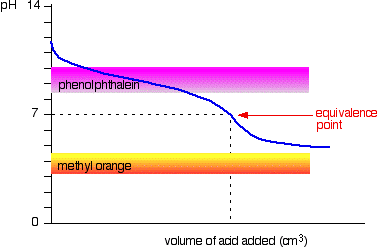 pH 14
phenolphthalein
7
equivalence
point
methyl orange
0
volume of acid added (cm³)